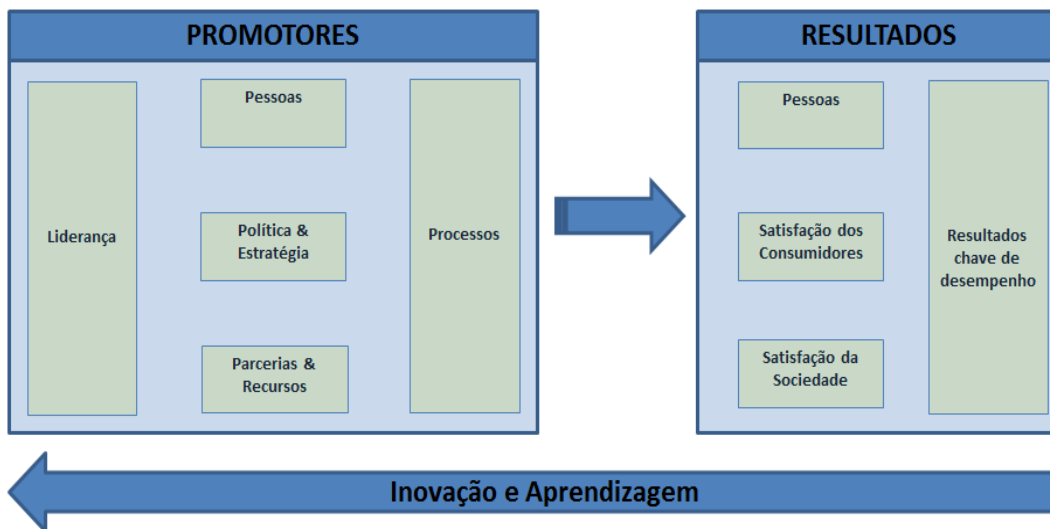 PROMOTORES
Liderança
Pessoas
Política &
Estratégia
Parcerias &
Recursos
Processos
RESULTADOS
Pessoas
Satisfação dos
Consumidores
Satisfação da
Sociedade
Resultados
chave de
desempenho
Inovação e Aprendizagem